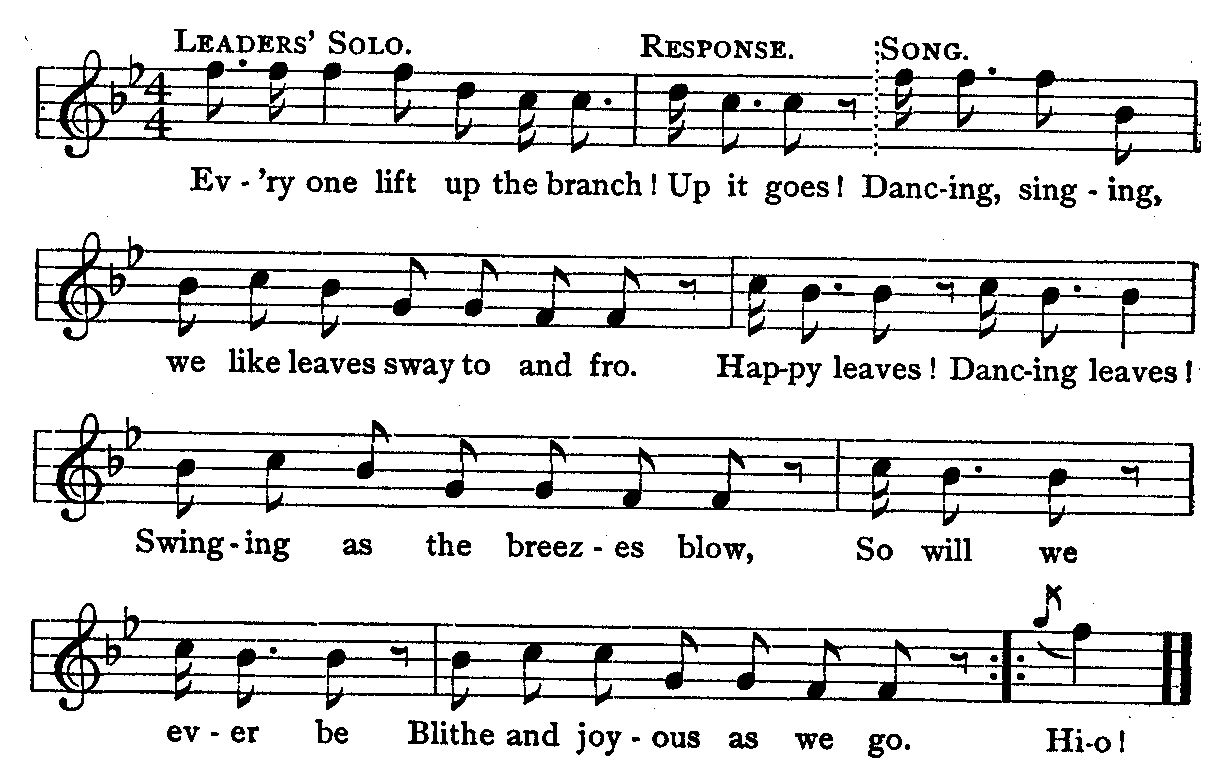 LEADERS' SOLO. RESPONSE. SONG.
4
4
Ev-'ry one lift up the branch! Up it goes! Danc-ing, sing-ing,
we like leaves sway to and fro. Hap-py leaves! Danc-ing leaves!
Swing-ing as the breez-es blow, So will we
ev-er be Blithe and joy-ous as we go. Hi-o!